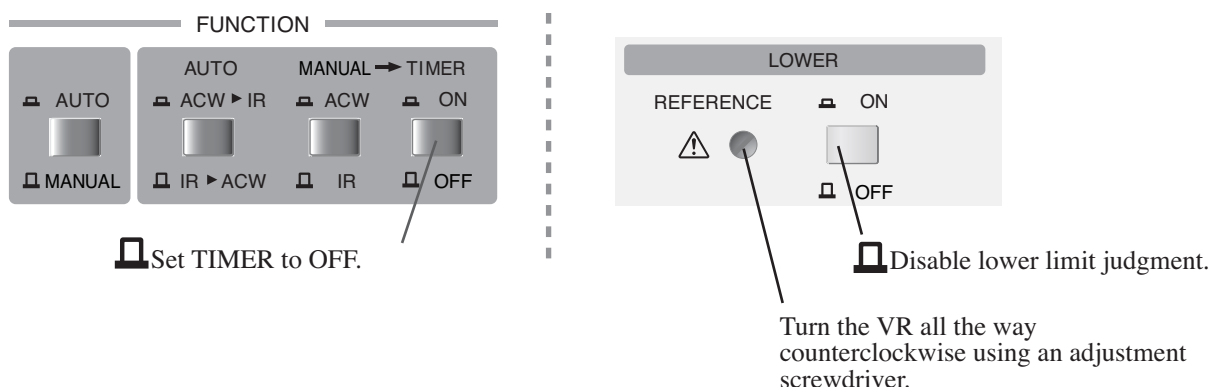 FUNCTION
AUTO
MANUAL
AUTO
ACW ▶ IR
IR ▶ ACW
MANUAL ➞ TIMER
ACW
IR
ON
OFF
Set TIMER to OFF.
LOWER
REFERENCE
ON
OFF
Disable lower limit judgment.
Turn the VR all the way
counterclockwise using an adjustment
screwdriver.